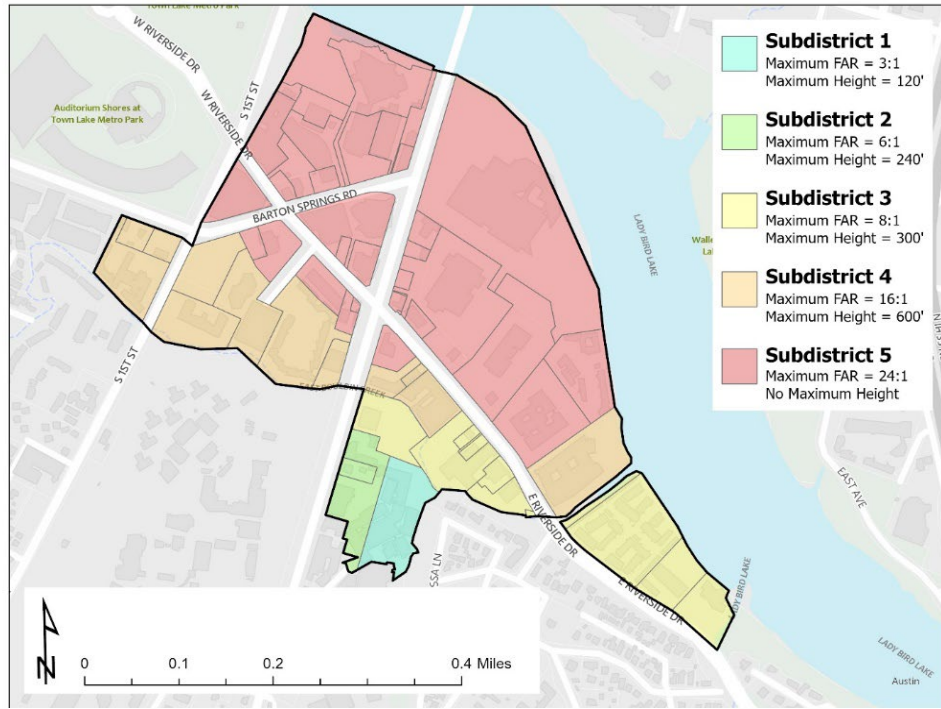 Town Lake Metro Park
W RIVERSIDE DR
W RIVERSIDE DR
S 1ST ST
Auditorium Shores at
Town Lake Metro Park
BARTON SPRINGS RD
S 1ST ST
LADY BIRD LAKE
E RIVERSIDE DR
E RIVERSIDE DR
LADY BIRD LAKE
EAST AVE
LADY BIRD LAKE
Austin
Subdistrict 1
Maximum FAR = 3:1
Maximum Height = 120'
Subdistrict 2
Maximum FAR = 6:1
Maximum Height = 240'
Subdistrict 3
Maximum FAR = 8:1
Maximum Height = 300'
Subdistrict 4
Maximum FAR = 16:1
Maximum Height = 600'
Subdistrict 5
Maximum FAR = 24:1
No Maximum Height
N
0 0.1 0.2 0.4 Miles